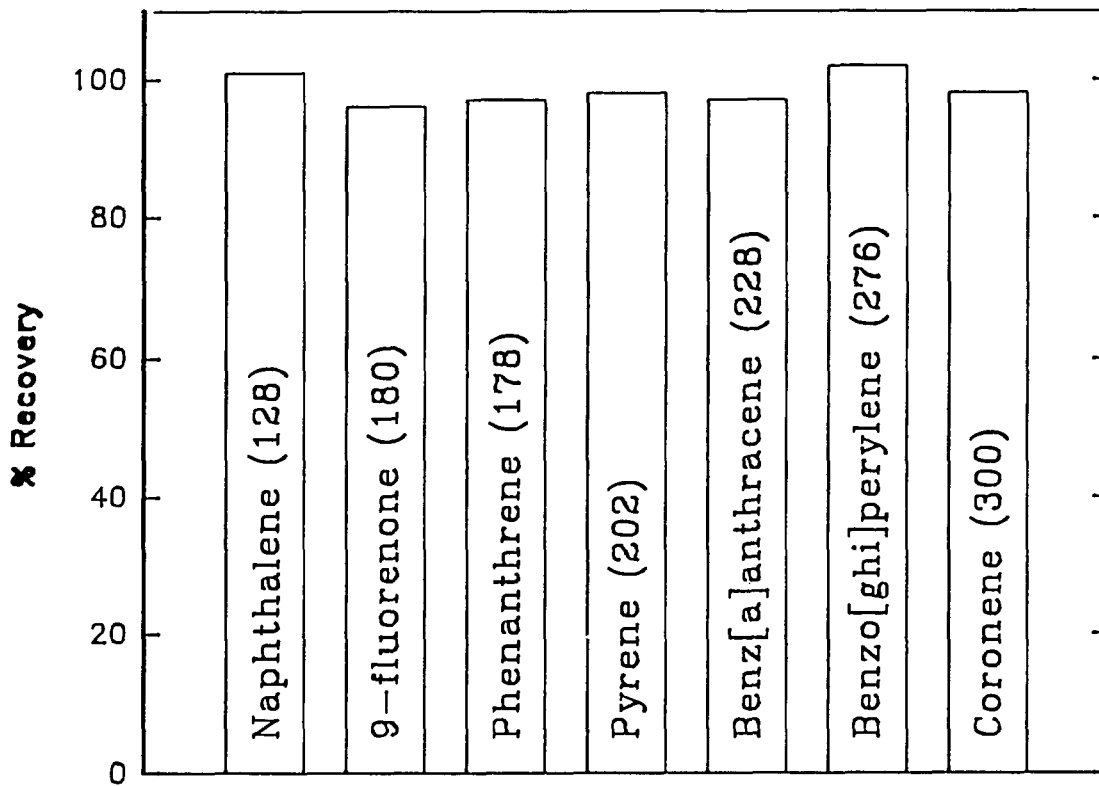 % Recovery
100
80
60
40
20
0
Naphthalene (128)
9-fluorenone (180)
Phenanthrene (178)
Pyrene (202)
Benz[a]anthracene (228)
Benzo[ghi]perylene (276)
Coronene (300)